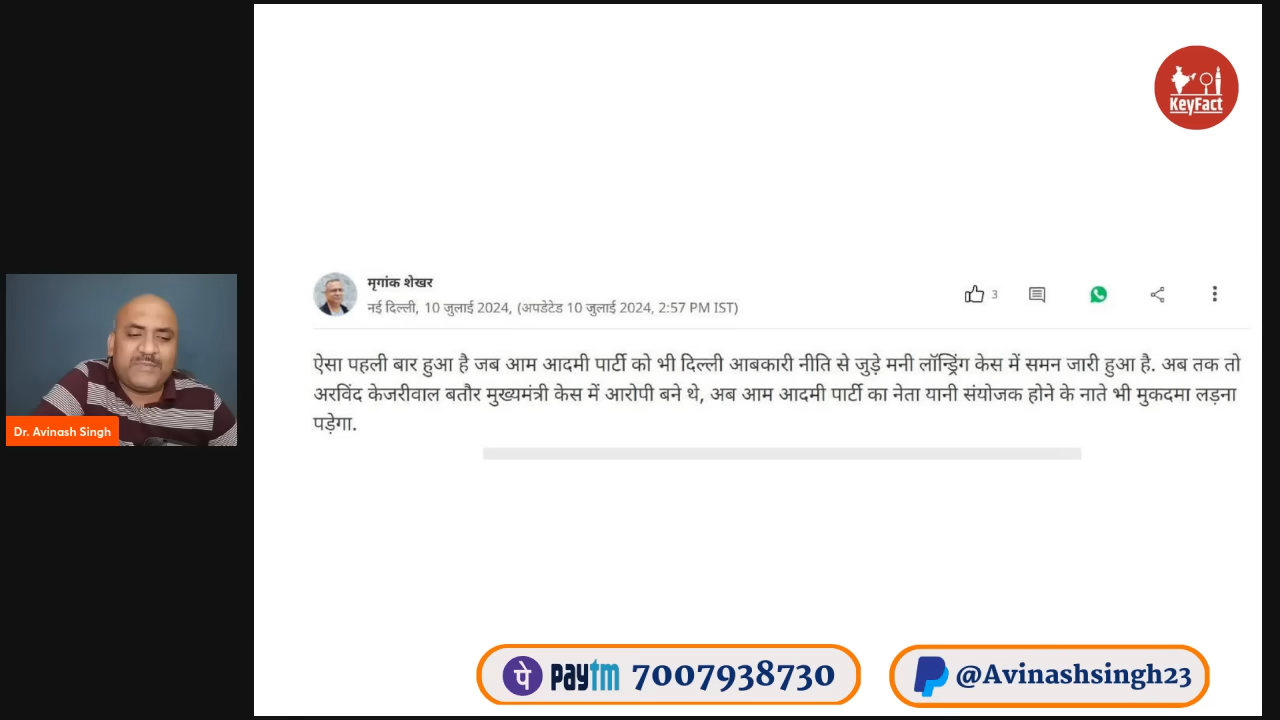 KeyFact
मृगांक शेखर
नई दिल्ली, 10 जुलाई 2024, (अपडेटेड 10 जुलाई 2024, 2:57 PM IST)
3
ऐसा पहली बार हुआ है जब आम आदमी पार्टी को भी दिल्ली आबकारी नीति से जुड़े मनी लॉन्ड्रिंग केस में समन जारी हुआ है. अब तक तो
अरविंद केजरीवाल बतौर मुख्यमंत्री केस में आरोपी बने थे, अब आम आदमी पार्टी का नेता यानी संयोजक होने के नाते भी मुकदमा लड़ना
पड़ेगा.
Dr. Avinash Singh
पे paytm 7007938730
@Avinashsingh23